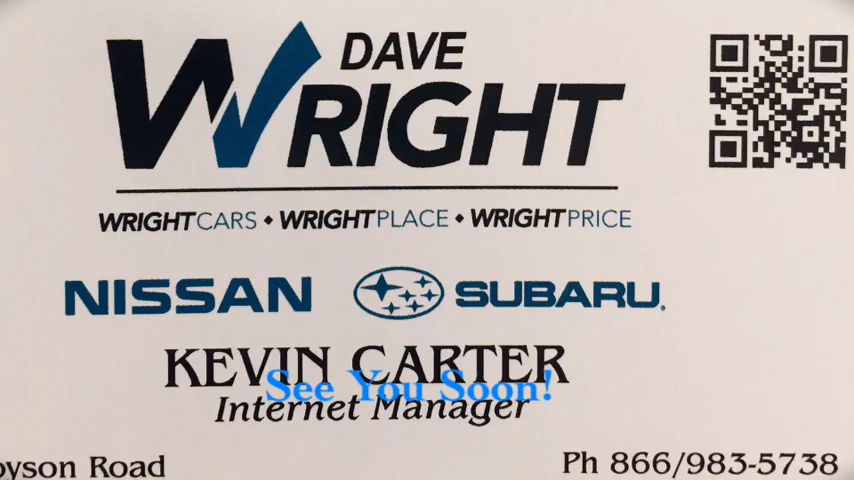 DAVE
WRIGHT
WRIGHTCARS • WRIGHTPLACE • WRIGHTPRICE
NISSAN SUBARU.
KEVIN CARTER
See You Soon!
Internet Manager
Road Ph 866/983-5738